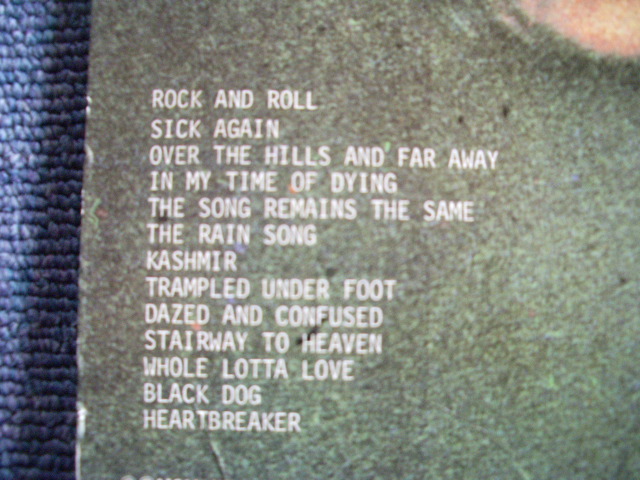 ROCK AND ROLL
SICK AGAIN
OVER THE HILLS AND FAR AWAY
IN MY TIME OF DYING
THE SONG REMAINS THE SAME
THE RAIN SONG
KASHMIR
TRAMPLED UNDER FOOT
DAZED AND CONFUSED
STAIRWAY TO HEAVEN
WHOLE LOTTA LOVE
BLACK DOG
HEARTBREAKER